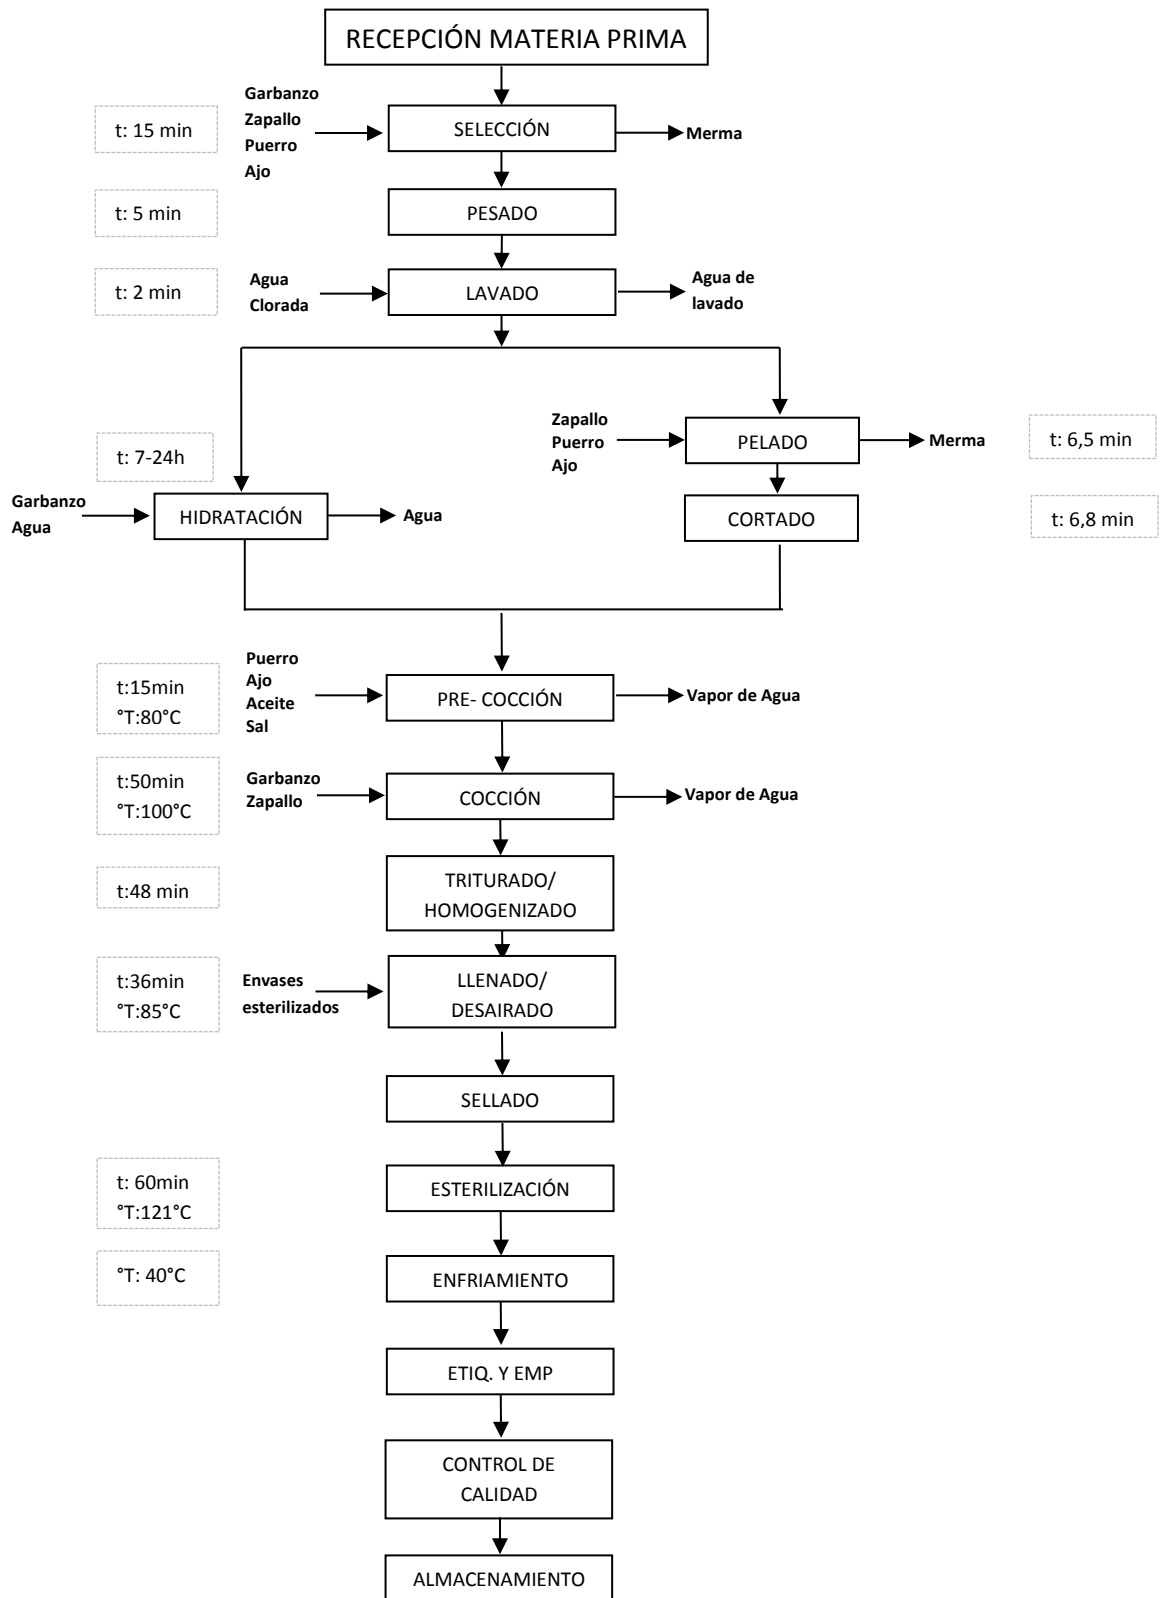 RECEPCIÓN MATERIA PRIMA
Garbanzo
Zapallo
Puerro
Ajo
t: 15 min
SELECCIÓN
Merma
t: 5 min
PESADO
t: 2 min
Agua
Clorada
LAVADO
Agua de
lavado
t: 7-24h
Garbanzo
Agua
HIDRATACIÓN
Agua
Zapallo
Puerro
Ajo
PELADO
Merma
t: 6,5 min
CORTADO
t: 6,8 min
t:15min
°T:80°C
Puerro
Ajo
Aceite
Sal
PRE- COCCIÓN
Vapor de Agua
t:50min
°T:100°C
Garbanzo
Zapallo
COCCIÓN
Vapor de Agua
t:48 min
TRITURADO/
HOMOGENIZADO
t:36min
°T:85°C
Envases
esterilizados
LLENADO/
DESAIRADO
SELLADO
t: 60min
°T:121°C
ESTERILIZACIÓN
°T: 40°C
ENFRIAMIENTO
ETIQ. Y EMP
CONTROL DE
CALIDAD
ALMACENAMIENTO